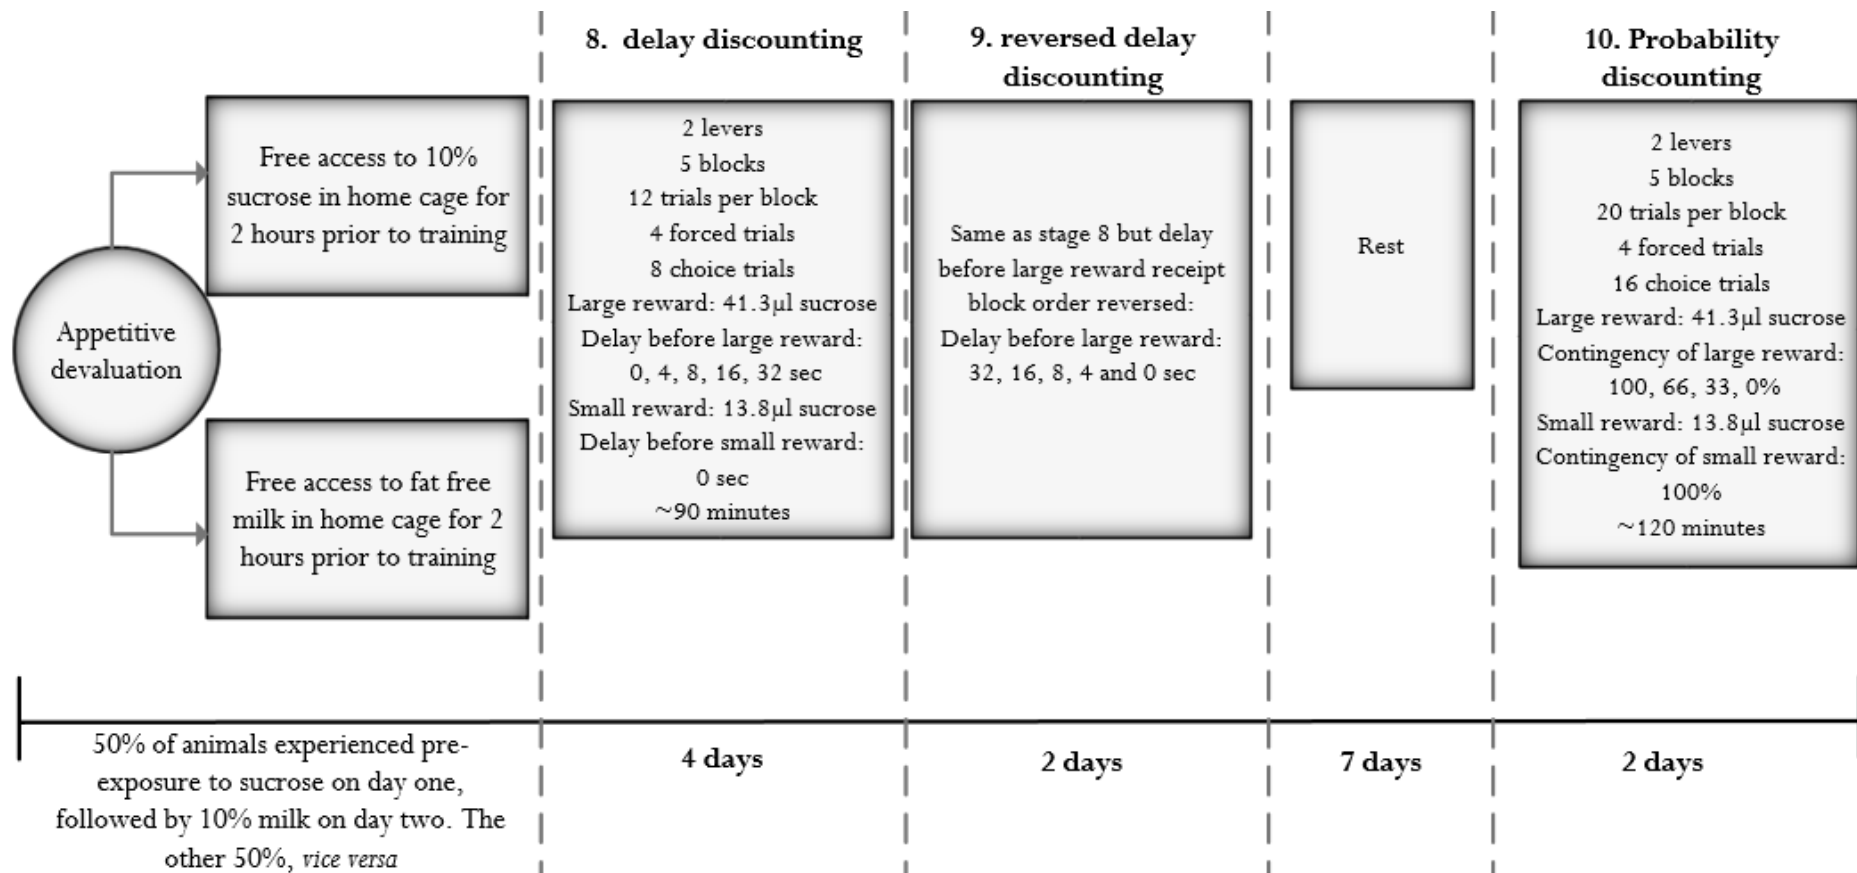 Appetitive
devaluation
Free access to 10%
sucrose in home cage for
2 hours prior to training
Free access to fat free
milk in home cage for 2
hours prior to training
8. delay discounting
2 levers
5 blocks
12 trials per block
4 forced trials
8 choice trials
Large reward: 41.3µl sucrose
Delay before large reward:
0, 4, 8, 16, 32 sec
Small reward: 13.8µl sucrose
Delay before small reward:
0 sec
~90 minutes
9. reversed delay
discounting
Same as stage 8 but delay
before large reward receipt
block order reversed:
Delay before large reward:
32, 16, 8, 4 and 0 sec
Rest
10. Probability
discounting
2 levers
5 blocks
20 trials per block
4 forced trials
16 choice trials
Large reward: 41.3µl sucrose
Contingency of large reward:
100, 66, 33, 0%
Small reward: 13.8µl sucrose
Contingency of small reward:
100%
~120 minutes
50% of animals experienced pre-
exposure to sucrose on day one,
followed by 10% milk on day two. The
other 50%, vice versa
4 days
2 days
7 days
2 days